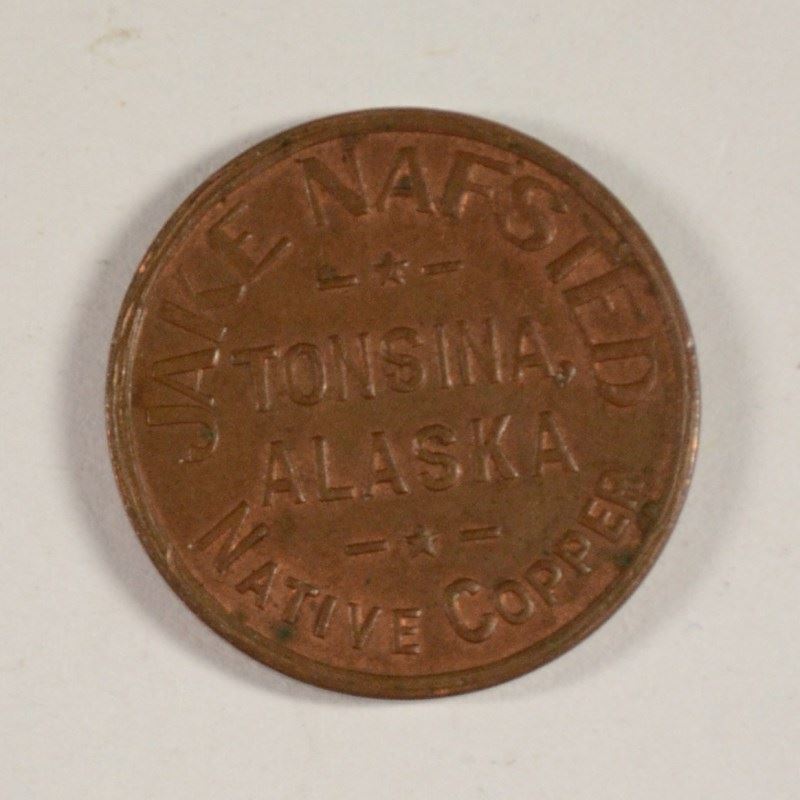 JAKE NAFSTED
TONSINA,
ALASKA
NATIVE COPPER